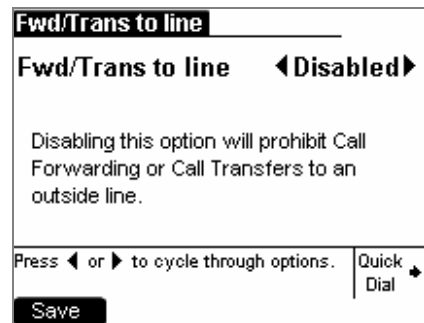 Fwd/Trans to line
Fwd/Trans to line ◀Disabled▶
Disabling this option will prohibit Call
Forwarding or Call Transfers to an
outside line.
Press ◀ or ▶ to cycle through options.
Quick
Dial
Save